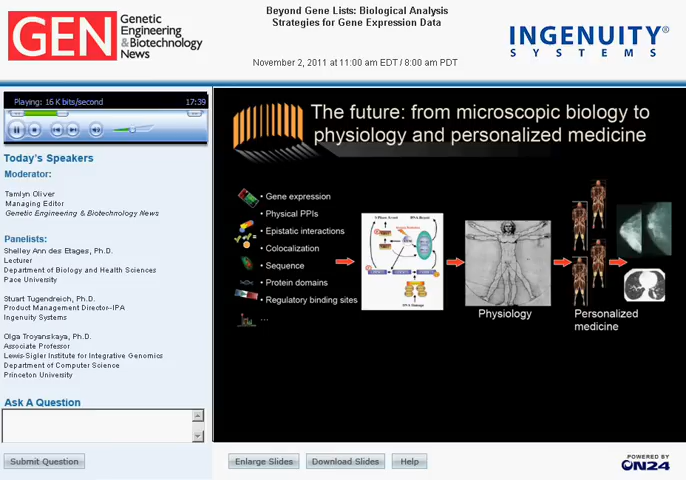 GEN
Genetic
Engineering
& Biotechnology
News
Beyond Gene Lists: Biological Analysis
Strategies for Gene Expression Data
November 2, 2011 at 11:00 am EDT / 8:00 am PDT
INGENUITY®
SYSTEMS
Playing: 16 K bits/second 17:39
Today's Speakers
Moderator:
Tamlyn Oliver
Managing Editor
Genetic Engineering & Biotechnology News
Panelists:
Shelley Ann des Etages, Ph.D.
Lecturer
Department of Biology and Health Sciences
Pace University
Stuart Tugendreich, Ph.D.
Product Management Director-IPA
Ingenuity Systems
Olga Troyanskaya, Ph.D.
Associate Professor
Lewis-Sigler Institute for Integrative Genomics
Department of Computer Science
Princeton University
Ask A Question
Submit Question
The future: from microscopic biology to
physiology and personalized medicine
• Gene expression
• Physical PPIs
• Epistatic interactions
• Colocalization
• Sequence
• Protein domains
• Regulatory binding sites
• ...
Physiology
Personalized
medicine
Enlarge Slides
Download Slides
Help
POWERED BY
ON24